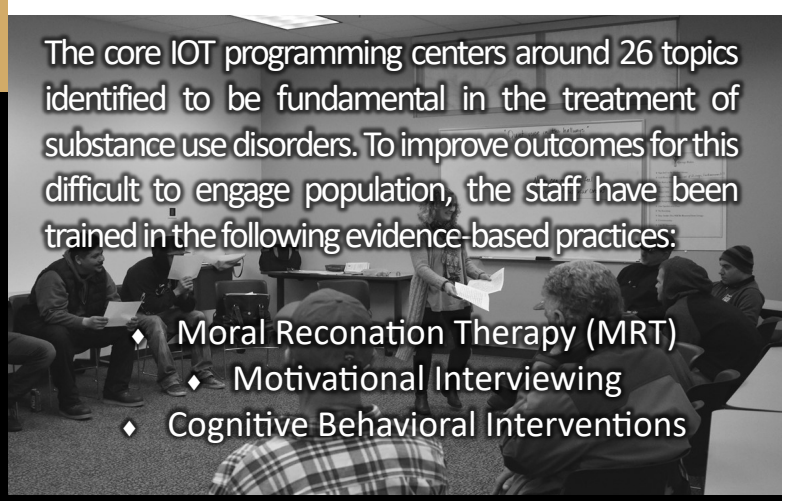 The core IOT programming centers around 26 topics
identified to be fundamental in the treatment of
substance use disorders. To improve outcomes for this
difficult to engage population, the staff have been
trained in the following evidence-based practices:
⬧ Moral Reconation Therapy (MRT)
⬧ Motivational Interviewing
⬧ Cognitive Behavioral Interventions